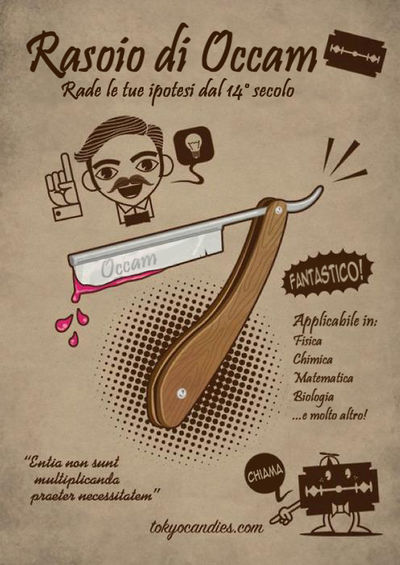 Rasoio di Occam
Rade le tue ipotesi dal 14° secolo
Occam
FANTASTICO!
Applicabile in:
Fisica
Chimica
Matematica
Biologia
...e molto altro!
"Entia non sunt
multiplicanda
praeter necessitatem"
CHIAMA
tokyocandies.com